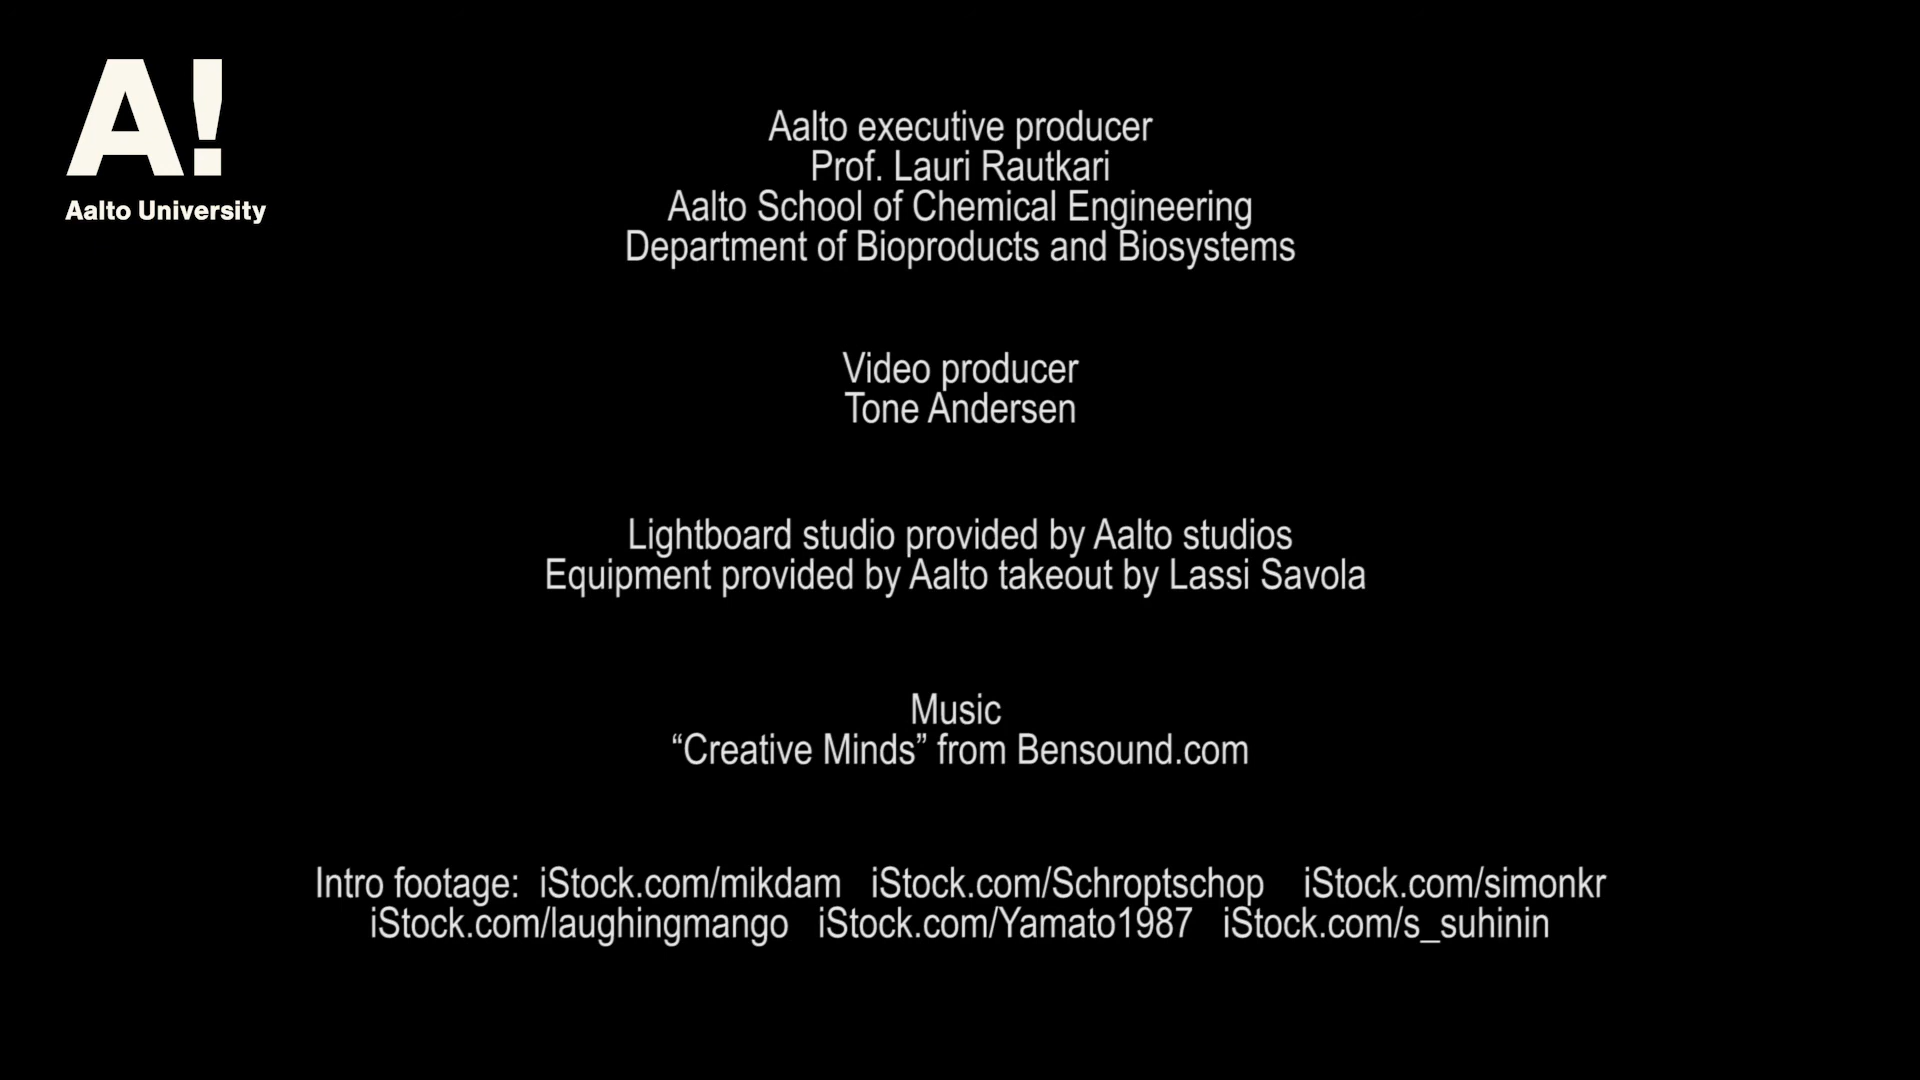 A!
Aalto University
Aalto executive producer
Prof. Lauri Rautkari
Aalto School of Chemical Engineering
Department of Bioproducts and Biosystems
Video producer
Tone Andersen
Lightboard studio provided by Aalto studios
Equipment provided by Aalto takeout by Lassi Savola
Music
“Creative Minds” from Bensound.com
Intro footage: iStock.com/mikdam iStock.com/Schroptschop iStock.com/simonkr
iStock.com/laughingmango iStock.com/Yamato1987 iStock.com/s_suhinin